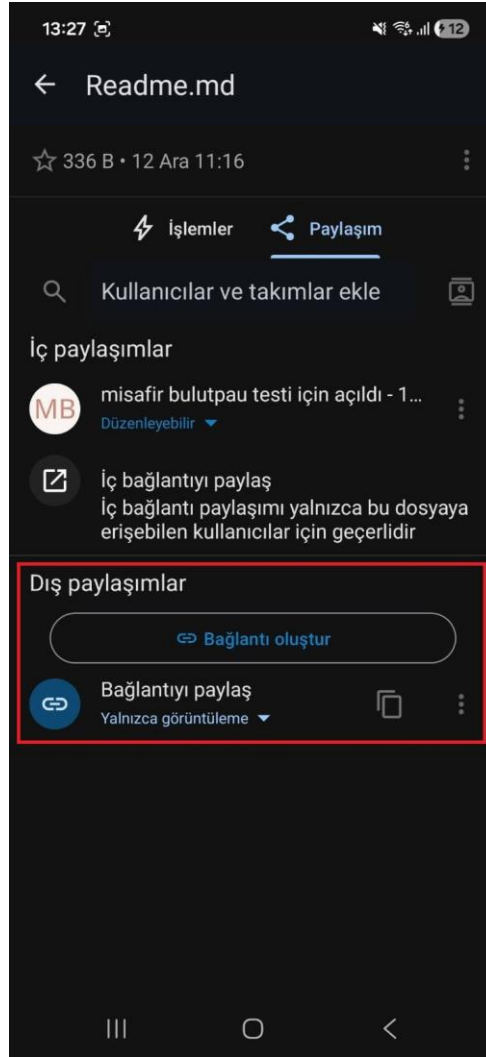 13:27
12
Readme.md
336 B • 12 Ara 11:16
İşlemler
Paylaşım
Kullanıcılar ve takımlar ekle
İç paylaşımlar
MB
misafir bulutpau testi için açıldı - 1...
Düzenleyebilir
İç bağlantıyı paylaş
İç bağlantı paylaşımı yalnızca bu dosyaya
erişebilen kullanıcılar için geçerlidir
Dış paylaşımlar
Bağlantı oluştur
Bağlantıyı paylaş
Yalnızca görüntüleme